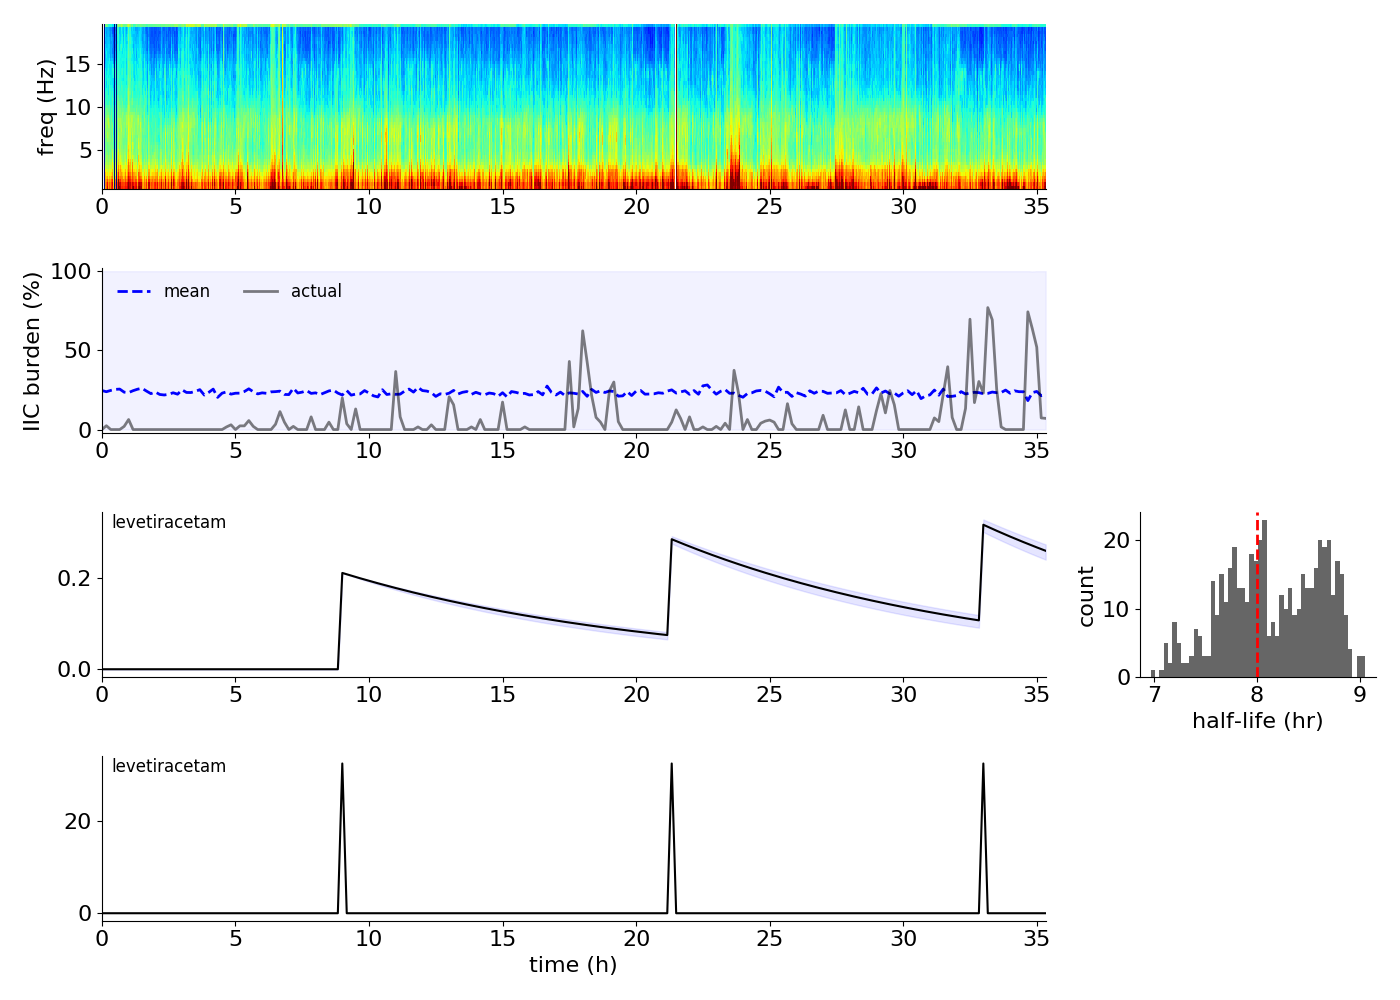 freq (Hz)
15
10
5
0 5 10 15 20 25 30 35
IIC burden (%)
100
50
0
mean actual
0 5 10 15 20 25 30 35
levetiracetam
0.2
0.0
0 5 10 15 20 25 30 35
count
20
10
0
7 8 9
half-life (hr)
levetiracetam
20
0
0 5 10 15 20 25 30 35
time (h)